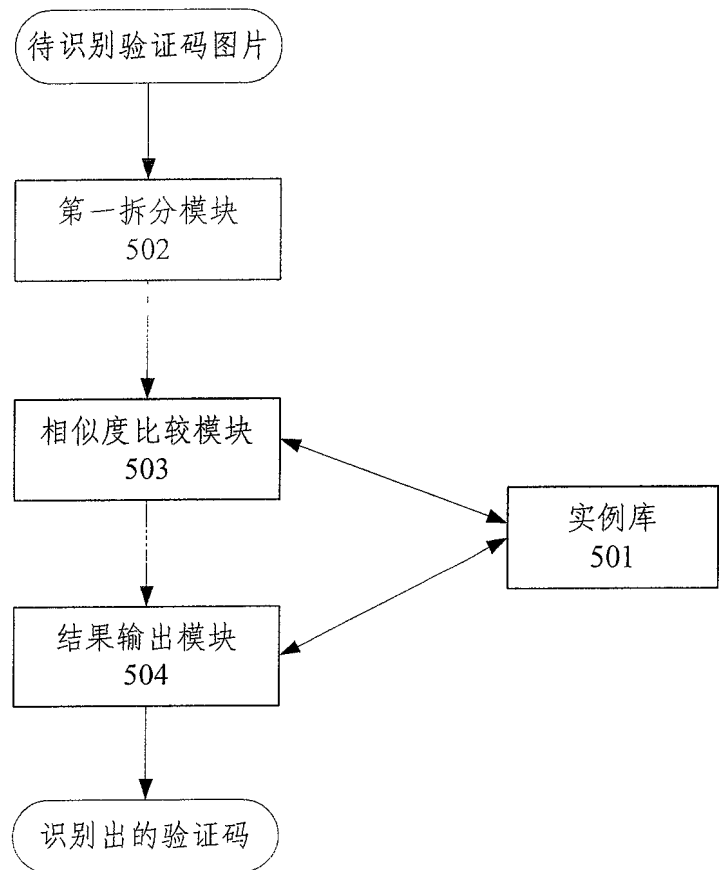 待识别验证码图片
第一拆分模块
502
相似度比较模块
503
实例库
501
结果输出模块
504
识别出的验证码